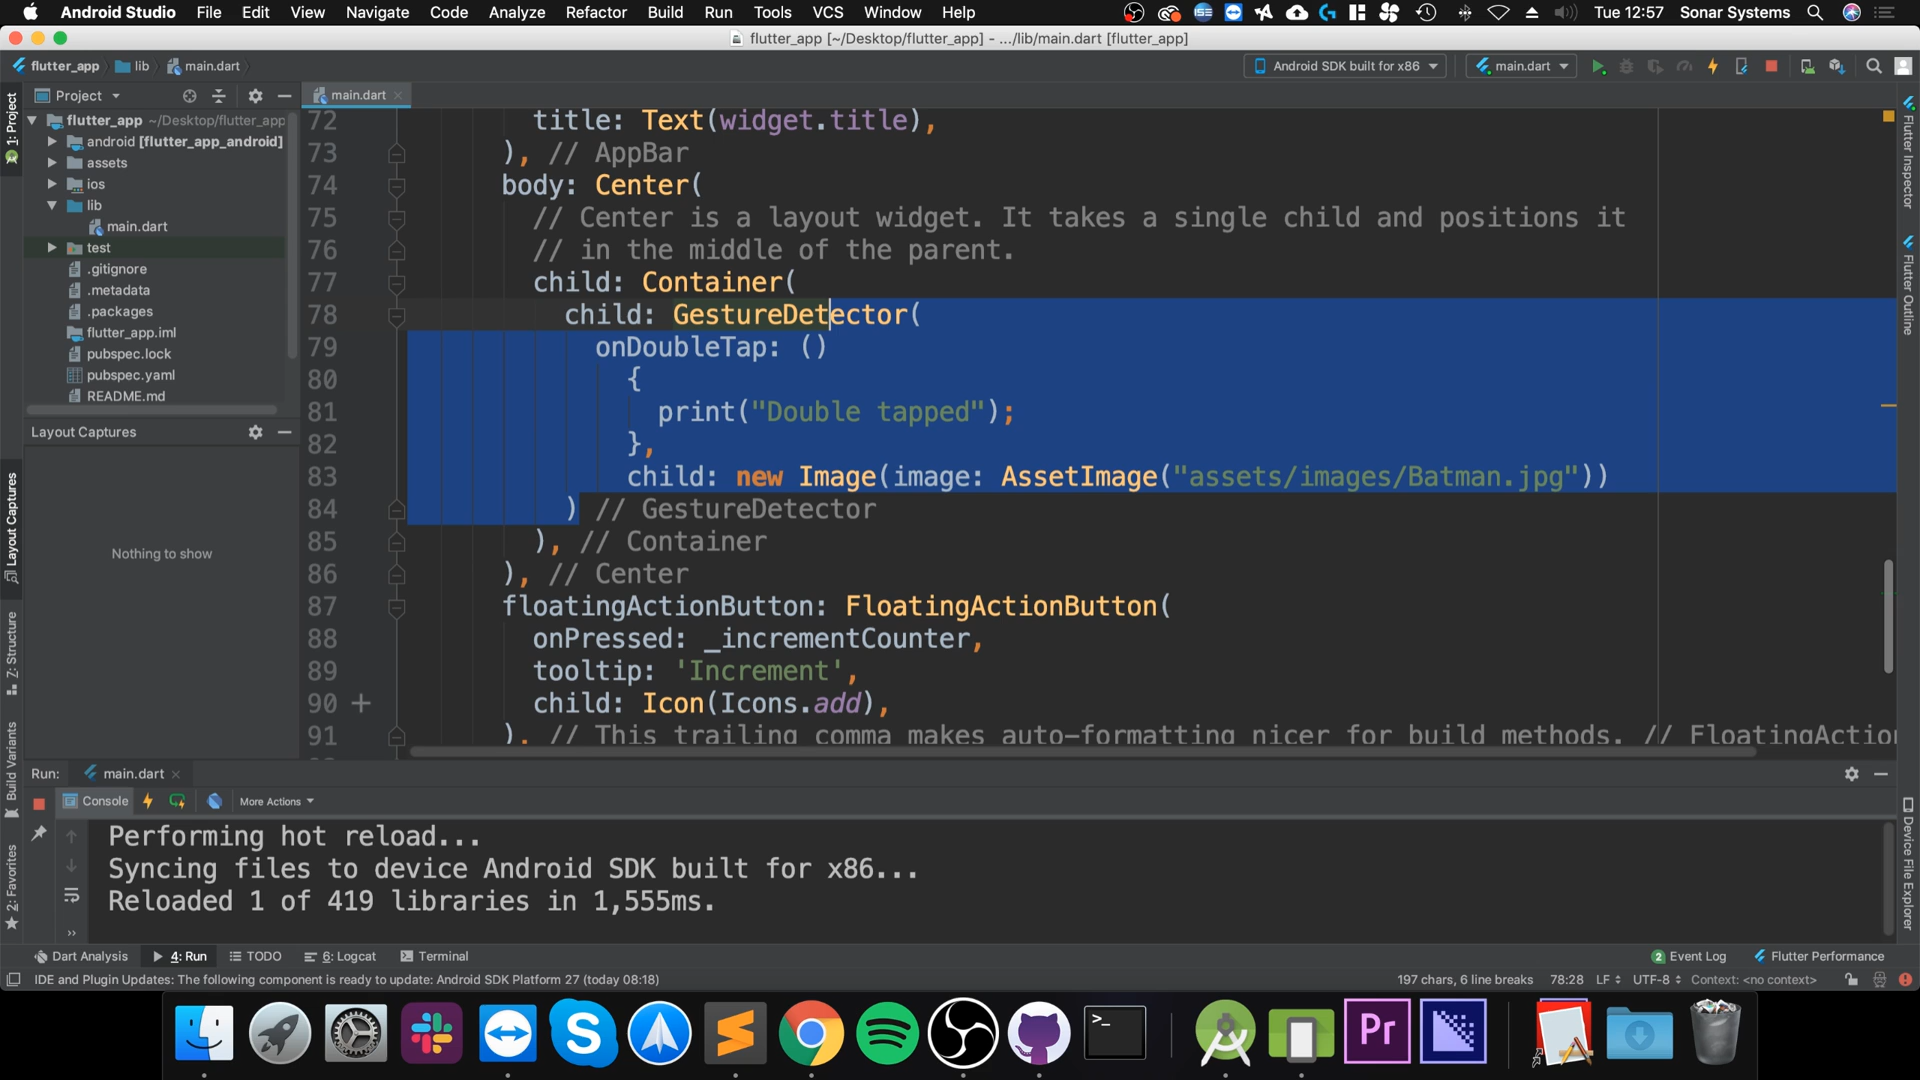 Android Studio File Edit View Navigate Code Analyze Refactor Build Run Tools VCS Window Help Tue 12:57 Sonar Systems
flutter_app [~/Desktop/flutter_app] - .../lib/main.dart [flutter_app]
flutter_app lib main.dart Android SDK built for x86 main.dart
Project main.dart
1: Project
flutter_app ~/Desktop/flutter_app
android [flutter_app_android]
assets
ios
lib
main.dart
test
.gitignore
.metadata
.packages
flutter_app.iml
pubspec.lock
pubspec.yaml
README.md
Layout Captures
Nothing to show
Layout Captures
Z: Structure
Build Variants
2: Favorites
72 title: Text(widget.title),
73 ), // AppBar
74 body: Center(
75 // Center is a layout widget. It takes a single child and positions it
76 // in the middle of the parent.
77 child: Container(
78 child: GestureDetector(
79 onDoubleTap: ()
80 {
81 print("Double tapped");
82 },
83 child: new Image(image: AssetImage("assets/images/Batman.jpg"))
84 ) // GestureDetector
85 ), // Container
86 ), // Center
87 floatingActionButton: FloatingActionButton(
88 onPressed: _incrementCounter,
89 tooltip: 'Increment',
90 child: Icon(Icons.add),
91 ), // This trailing comma makes auto-formatting nicer for build methods. // FloatingActio
Flutter Inspector
Flutter Outline
Device File Explorer
Run: main.dart
Console More Actions
Performing hot reload...
Syncing files to device Android SDK built for x86...
Reloaded 1 of 419 libraries in 1,555ms.
Dart Analysis 4: Run TODO 6: Logcat Terminal 2 Event Log Flutter Performance
IDE and Plugin Updates: The following component is ready to update: Android SDK Platform 27 (today 08:18) 197 chars, 6 line breaks 78:28 LF UTF-8 Context: <no context>
S >_ Pr